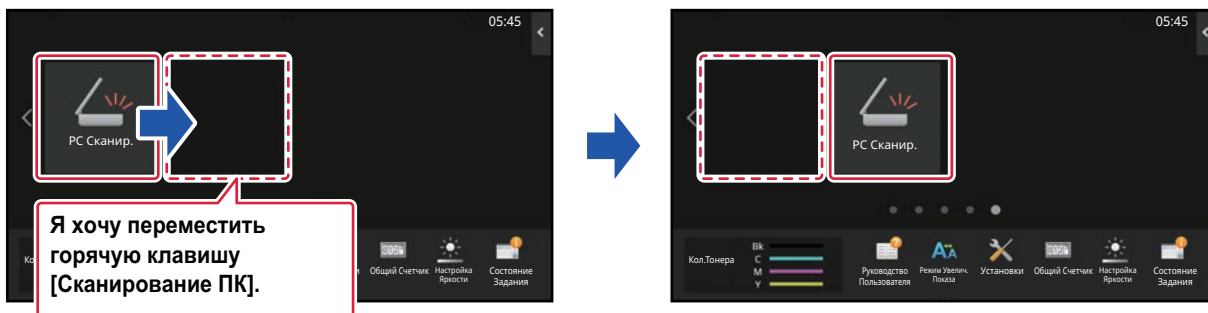 05:45
PC Сканир.
Я хочу переместить
горячую клавишу
[Сканирование ПК].
Общий Счетчик
Настройка
Яркости
Состояние
Задания
05:45
PC Сканир.
Кол.Тонера
Bk
C
M
Y
Руководство
Пользователя
Режим Увелич.
Показа
Установки
Общий Счетчик
Настройка
Яркости
Состояние
Задания